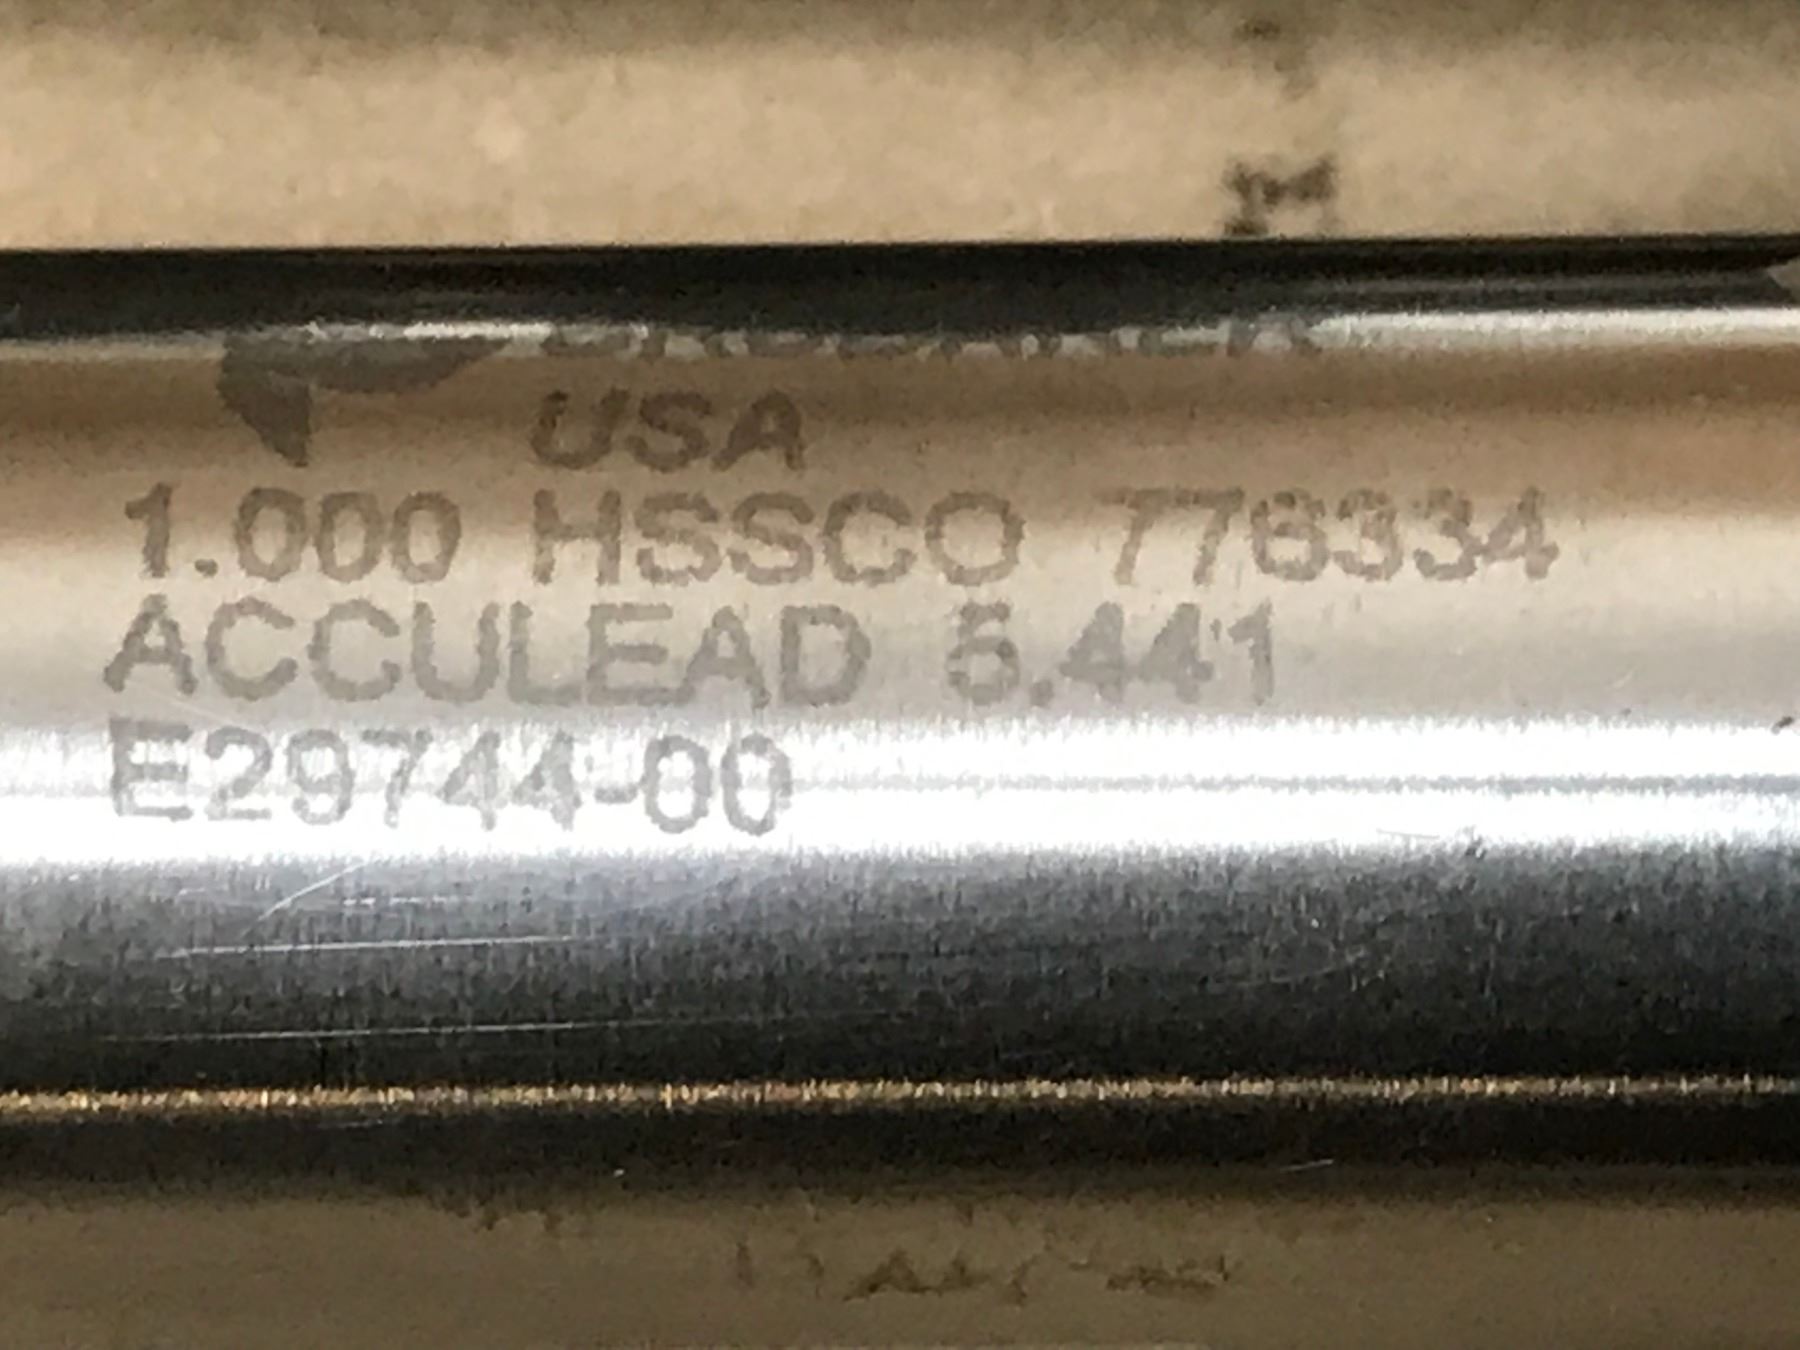 USA
1.000 HSSCO 776334
ACCULEAD 5.441
E29744-00